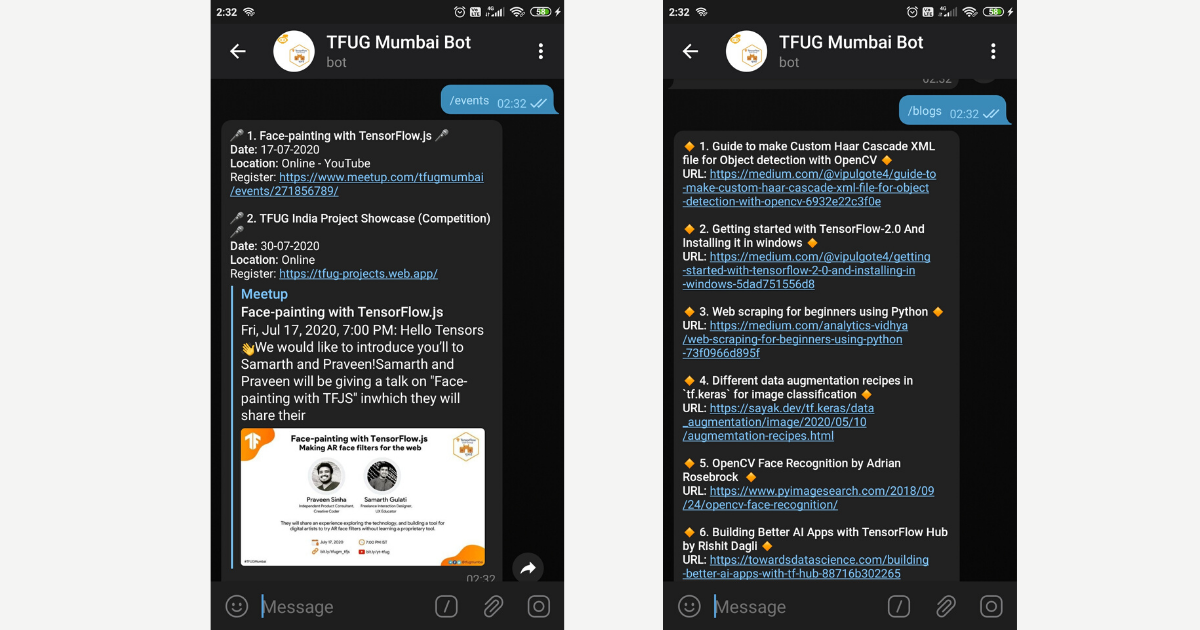 2:32
58
TFUG Mumbai Bot
bot
/events 02:32
1. Face-painting with TensorFlow.js
Date: 17-07-2020
Location: Online - YouTube
Register: https://www.meetup.com/tfugmumbai
/events/271856789/
2. TFUG India Project Showcase (Competition)
Date: 30-07-2020
Location: Online
Register: https://tfug-projects.web.app/
Meetup
Face-painting with TensorFlow.js
Fri, Jul 17, 2020, 7:00 PM: Hello Tensors
👋We would like to introduce you'll to
Samarth and Praveen!Samarth and
Praveen will be giving a talk on "Face-
painting with TFJS" inwhich they will
share their
Face-painting with TensorFlow.js
Making AR face filters for the web
Praveen Sinha
Independent Product Consultant,
Creative Coder
Samarth Gulati
Freelance Interaction Designer,
UX Educator
They will share an experience exploring the technology, and building a tool for
digital artists to try AR face filters without learning a proprietary tool.
July 17, 2020
7:00 PM IST
02:32
Message
2:32
58
TFUG Mumbai Bot
bot
02:32
/blogs 02:32
1. Guide to make Custom Haar Cascade XML
file for Object detection with OpenCV
URL: https://medium.com/@vipulgote4/guide-to
-make-custom-haar-cascade-xml-file-for-object
-detection-with-opencv-6932e22c3f0e
2. Getting started with TensorFlow-2.0 And
Installing it in windows
URL: https://medium.com/@vipulgote4/getting
-started-with-tensorflow-2-0-and-installing-in
-windows-5dad751556d8
3. Web scraping for beginners using Python
URL: https://medium.com/analytics-vidhya
/web-scraping-for-beginners-using-python
-73f0966d895f
4. Different data augmentation recipes in
`tf.keras` for image classification
URL: https://sayak.dev/tf.keras/data
_augmentation/image/2020/05/10
/augmemtation-recipes.html
5. OpenCV Face Recognition by Adrian
Rosebrock
URL: https://www.pyimagesearch.com/2018/09
/24/opencv-face-recognition/
6. Building Better AI Apps with TensorFlow Hub
by Rishit Dagli
URL: https://towardsdatascience.com/building
-better-ai-apps-with-tf-hub-88716b302265
Message